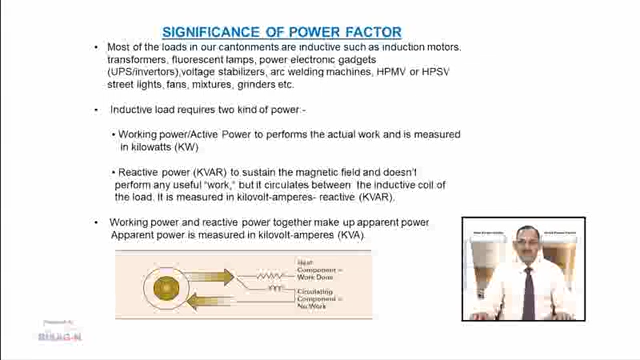 SIGNIFICANCE OF POWER FACTOR
• Most of the loads in our cantonments are inductive such as induction motors,
transformers, fluorescent lamps, power electronic gadgets
(UPS/invertors),voltage stabilizers, arc welding machines, HPMV or HPSV
street lights, fans, mixtures, grinders etc.
• Inductive load requires two kind of power:-
• Working power/Active Power to performs the actual work and is measured
in kilowatts (KW)
• Reactive power (KVAR) to sustain the magnetic field and doesn't
perform any useful "work," but it circulates between the inductive coil of
the load. It is measured in kilovolt-amperes- reactive (KVAR).
• Working power and reactive power together make up apparent power
Apparent power is measured in kilovolt-amperes (KVA)
Heat
Component =
Work Done
Circulating
Component =
No Work